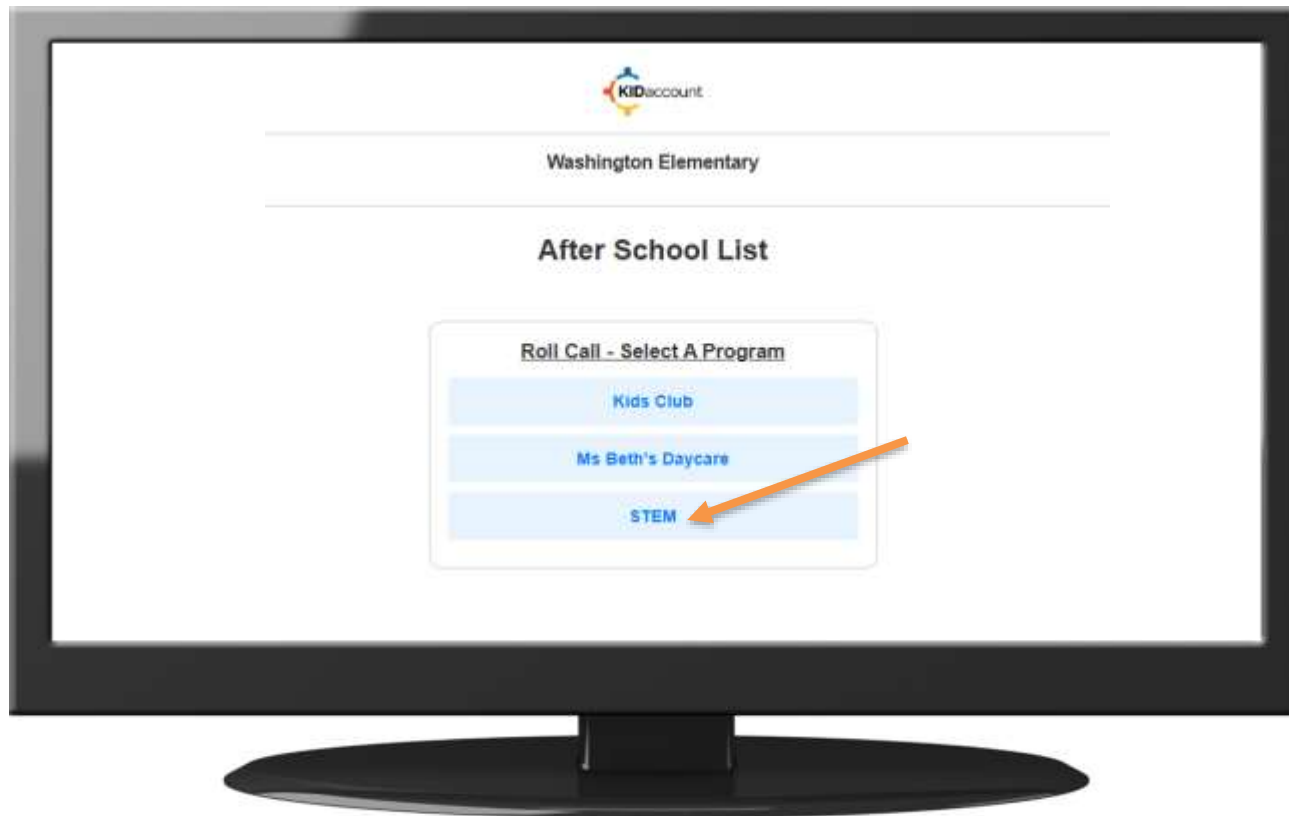 KIDaccount
Washington Elementary
After School List
Roll Call - Select A Program
Kids Club
Ms Beth's Daycare
STEM